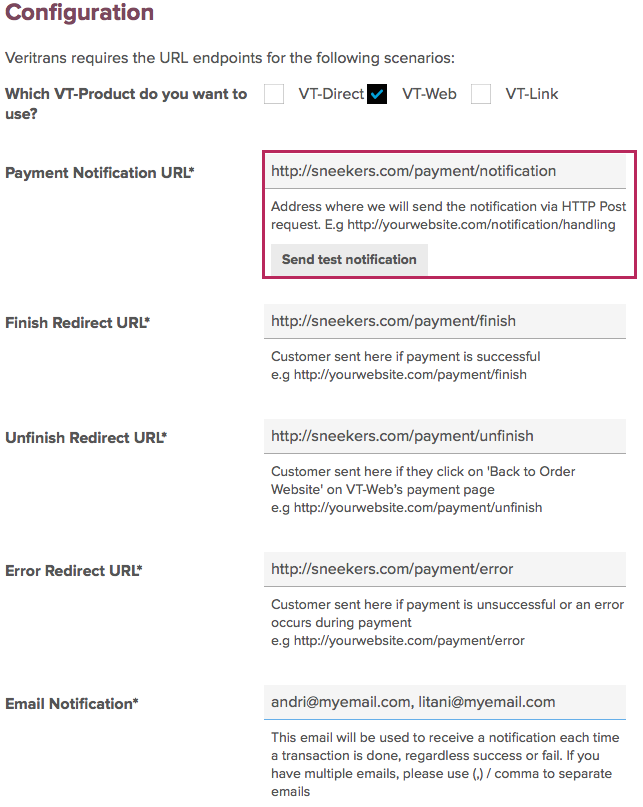 Configuration
Veritrans requires the URL endpoints for the following scenarios:
Which VT-Product do you want to use?
VT-Direct VT-Web VT-Link
Payment Notification URL*
http://sneekers.com/payment/notification
Address where we will send the notification via HTTP Post
request. E.g http://yourwebsite.com/notification/handling
Send test notification
Finish Redirect URL*
http://sneekers.com/payment/finish
Customer sent here if payment is successful
e.g http://yourwebsite.com/payment/finish
Unfinish Redirect URL*
http://sneekers.com/payment/unfinish
Customer sent here if they click on 'Back to Order
Website' on VT-Web’s payment page
e.g http://yourwebsite.com/payment/unfinish
Error Redirect URL*
http://sneekers.com/payment/error
Customer sent here if payment is unsuccessful or an error
occurs during payment
e.g http://yourwebsite.com/payment/error
Email Notification*
andri@myemail.com, litani@myemail.com
This email will be used to receive a notification each time
a transaction is done, regardless success or fail. If you
have multiple emails, please use (,) / comma to separate
emails